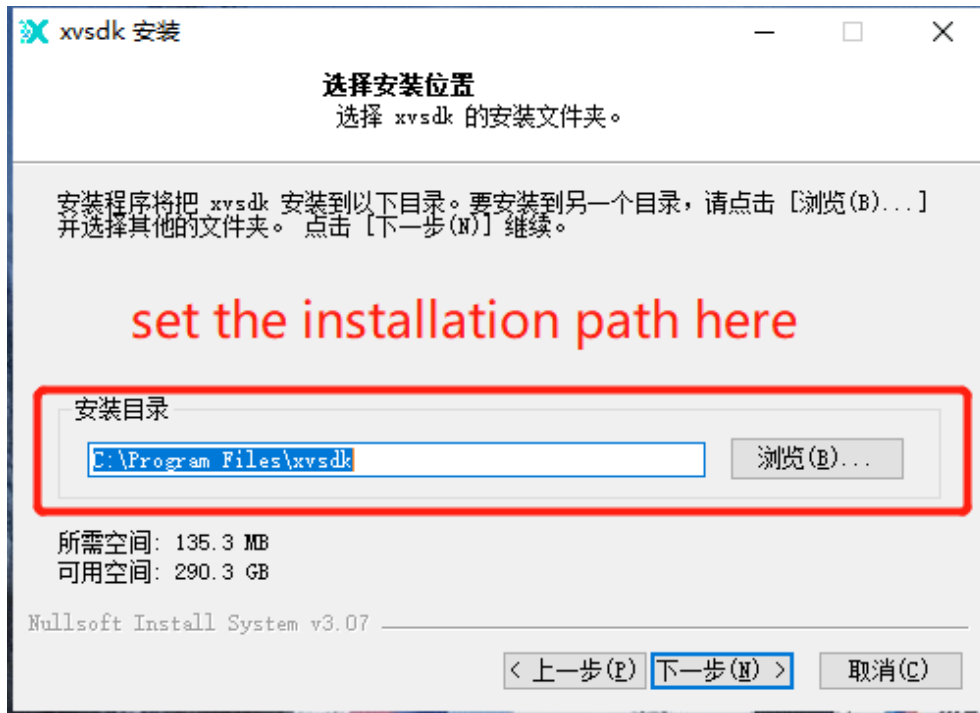 xvsdk 安装
选择安装位置
选择 xvsdk 的安装文件夹。
安装程序将把 xvsdk 安装到以下目录。要安装到另一个目录，请点击 [浏览(B)...]
并选择其他的文件夹。 点击 [下一步(N)] 继续。
set the installation path here
安装目录
C:\Program Files\xvsdk
浏览(B)...
所需空间: 135.3 MB
可用空间: 290.3 GB
Nullsoft Install System v3.07
< 上一步(P) 下一步(N) > 取消(C)